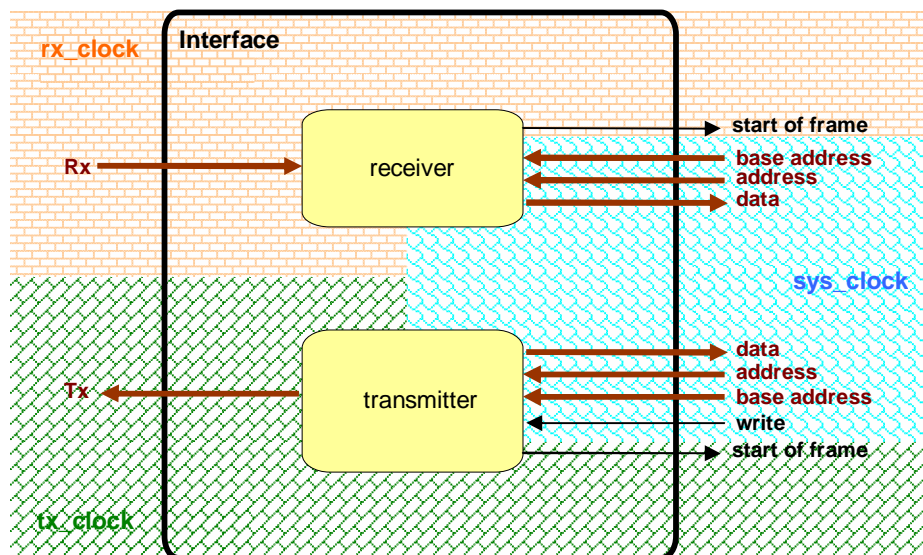 rx_clock
Interface
Rx
receiver
start of frame
base address
address
data
sys_clock
Tx
transmitter
data
address
base address
write
start of frame
tx_clock